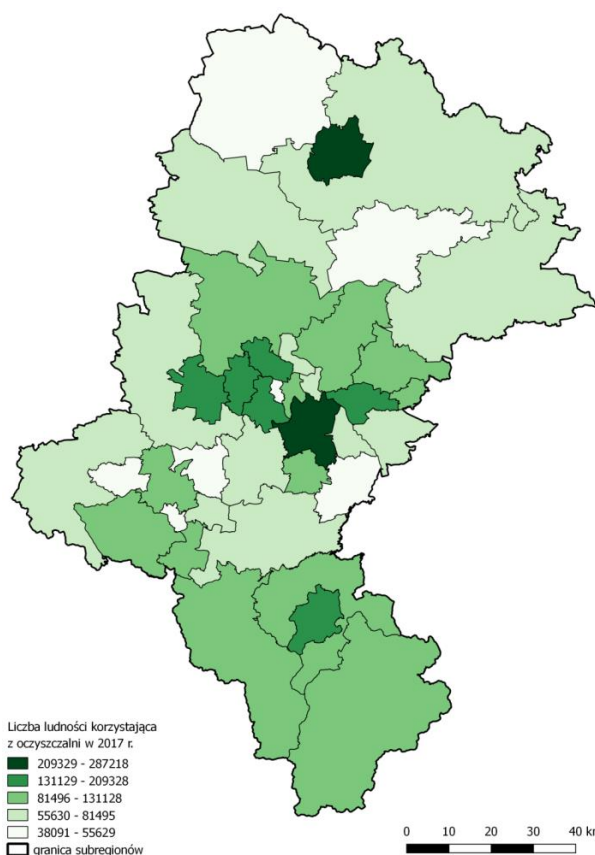 Liczba ludności korzystająca
z oczyszczalni w 2017 r.
209329 - 287218
131129 - 209328
81496 - 131128
55630 - 81495
38091 - 55629
granica subregionów
0 10 20 30 40 km